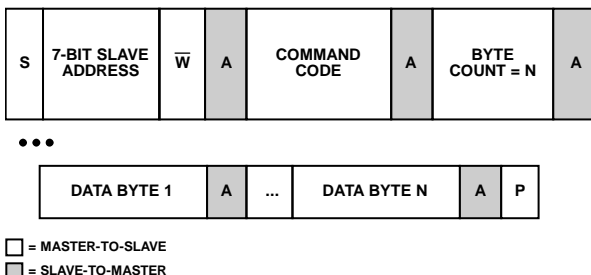 S 7-BIT SLAVE ADDRESS W̅ A COMMAND CODE A BYTE COUNT = N A
•••
DATA BYTE 1 A ... DATA BYTE N A P
= MASTER-TO-SLAVE
= SLAVE-TO-MASTER